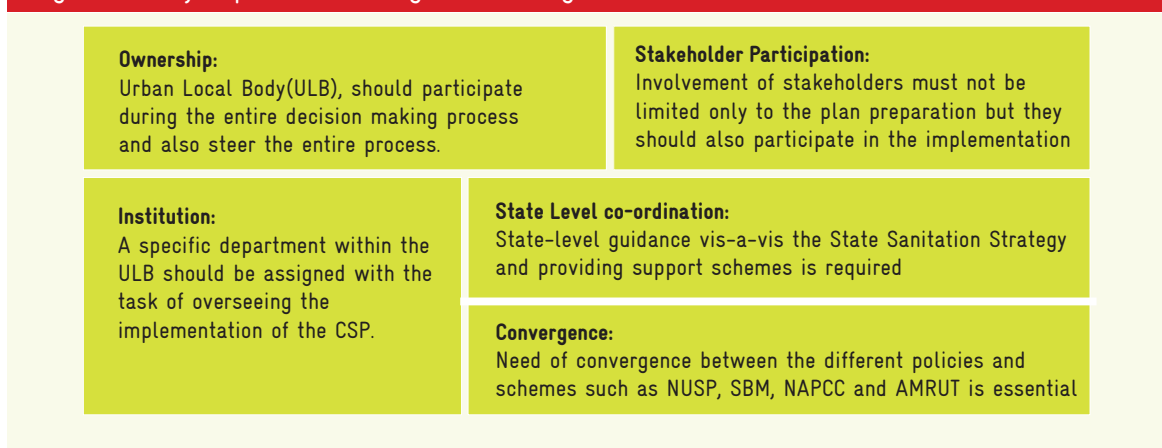 Ownership:
Urban Local Body(ULB), should participate
during the entire decision making process
and also steer the entire process.
Stakeholder Participation:
Involvement of stakeholders must not be
limited only to the plan preparation but they
should also participate in the implementation
Institution:
A specific department within the
ULB should be assigned with the
task of overseeing the
implementation of the CSP.
State Level co-ordination:
State-level guidance vis-a-vis the State Sanitation Strategy
and providing support schemes is required
Convergence:
Need of convergence between the different policies and
schemes such as NUSP, SBM, NAPCC and AMRUT is essential